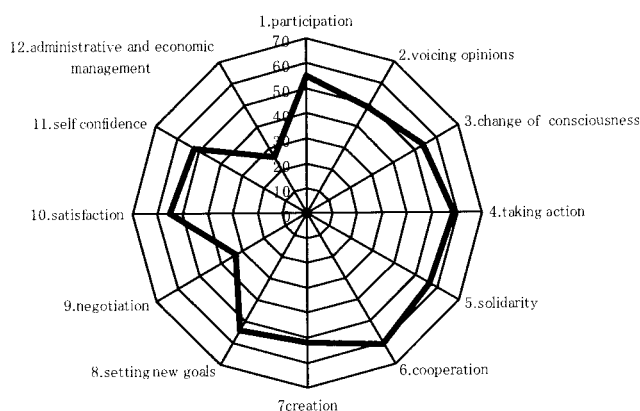 1.participation
2.voicing opinions
3.change of consciousness
4.taking action
5.solidarity
6.cooperation
7creation
8.setting new goals
9.negotiation
10.satisfaction
11.self confidence
12.administrative and economic
management
70
60
50
40
30
20
10
0